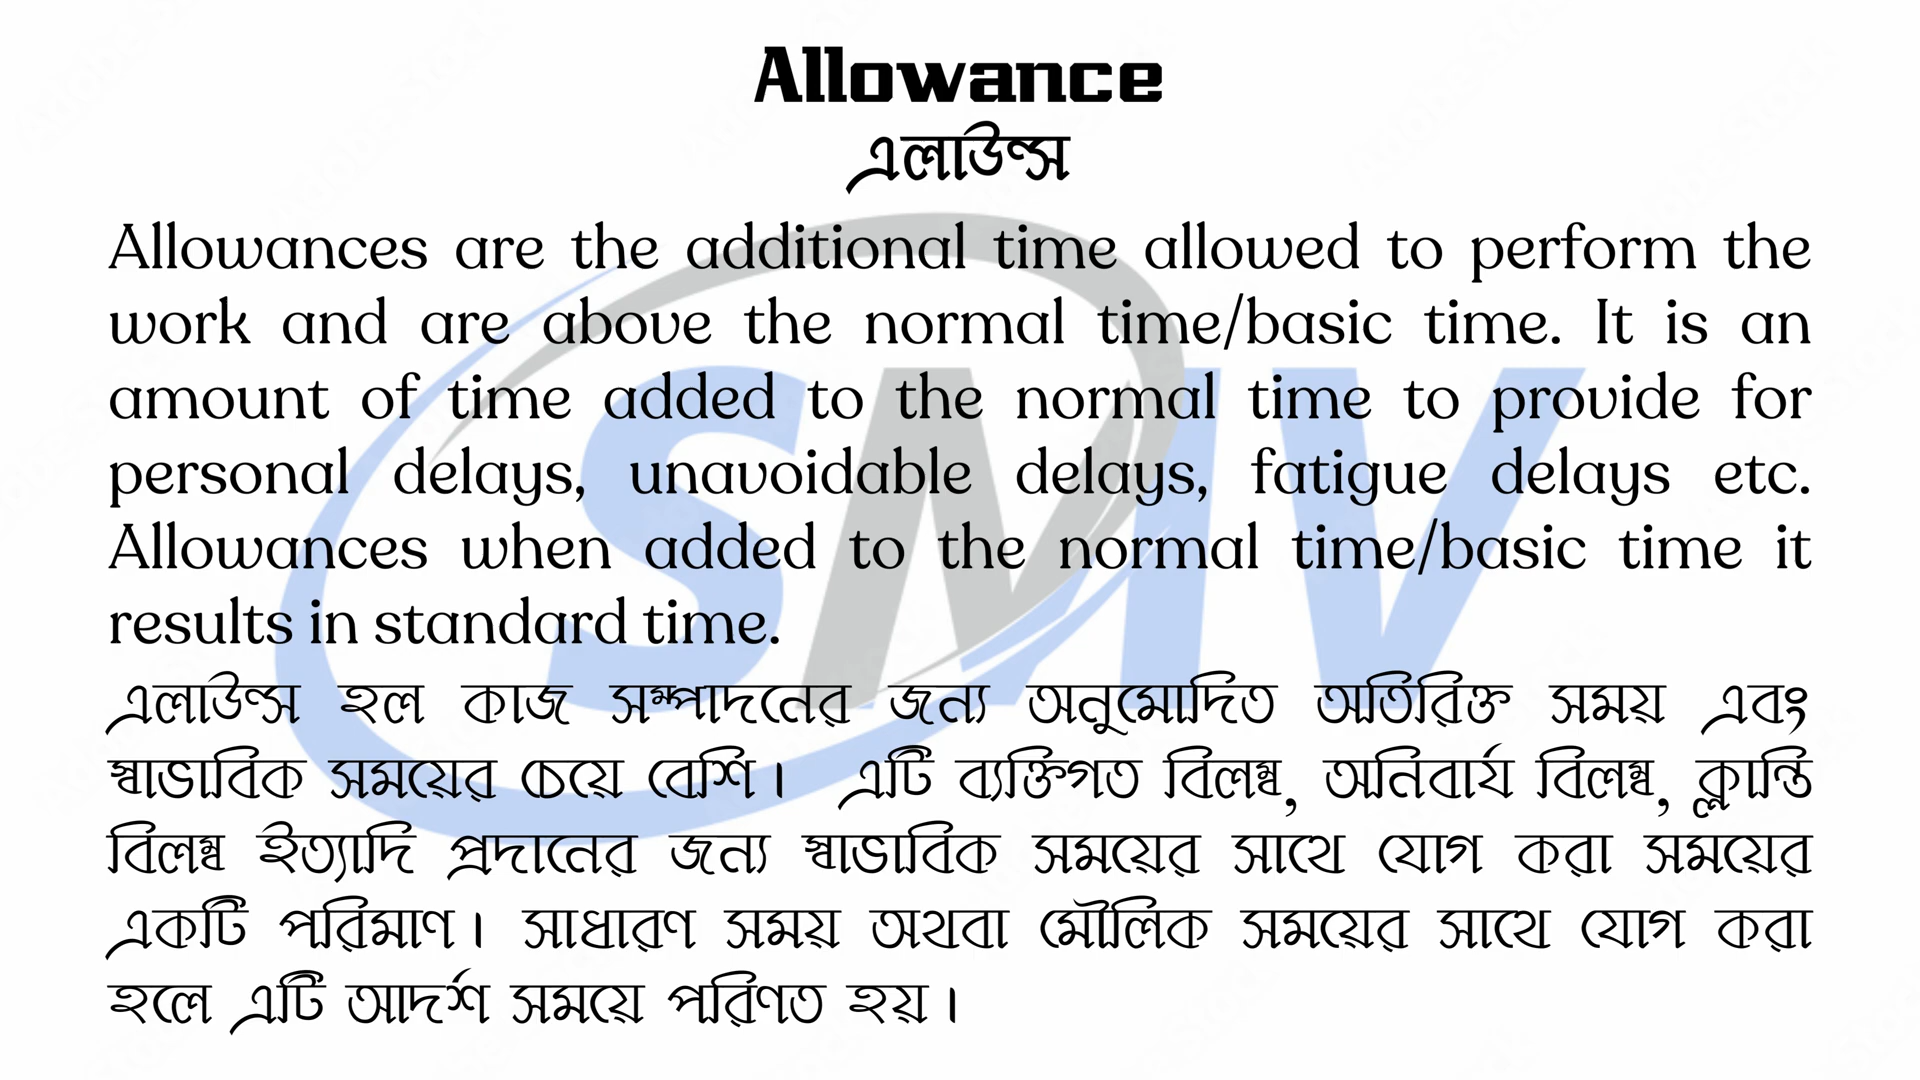 Allowance
এলাউন্স
Allowances are the additional time allowed to perform the
work and are above the normal time/basic time. It is an
amount of time added to the normal time to provide for
personal delays, unavoidable delays, fatigue delays etc.
Allowances when added to the normal time/basic time it
results in standard time.
এলাউন্স হল কাজ সম্পাদনের জন্য অনুমোদিত অতিরিক্ত সময় এবং
স্বাভাবিক সময়ের চেয়ে বেশি। এটি ব্যক্তিগত বিলম্ব, অনিবার্য বিলম্ব, ক্লান্তি
বিলম্ব ইত্যাদি প্রদানের জন্য স্বাভাবিক সময়ের সাথে যোগ করা সময়ের
একটি পরিমাণ। সাধারণ সময় অথবা মৌলিক সময়ের সাথে যোগ করা
হলে এটি আদর্শ সময়ে পরিণত হয়।
SMV